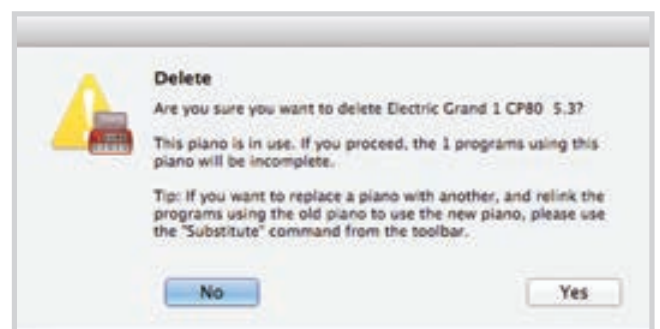 Delete
Are you sure you want to delete Electric Grand 1 CP80  5.3?
This piano is in use. If you proceed, the 1 programs using this
piano will be incomplete.
Tip: If you want to replace a piano with another, and relink the
programs using the old piano to use the new piano, please use
the "Substitute" command from the toolbar.
No
Yes